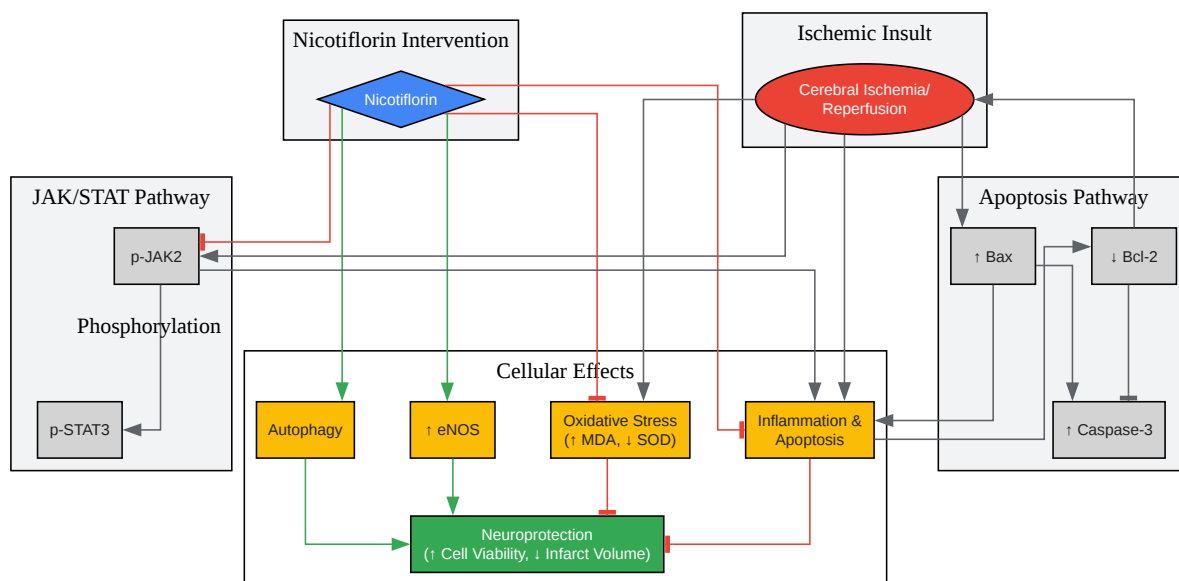 Nicotiflorin Intervention
Ischemic Insult
Nicotiflorin
Cerebral Ischemia/
Reperfusion
JAK/STAT Pathway
Apoptosis Pathway
p-JAK2
↑ Bax
↓ Bcl-2
Phosphorylation
Cellular Effects
p-STAT3
Autophagy
↑ eNOS
Oxidative Stress
(↑ MDA, ↓ SOD)
Inflammation &
Apoptosis
↑ Caspase-3
Neuroprotection
(↑ Cell Viability, ↓ Infarct Volume)